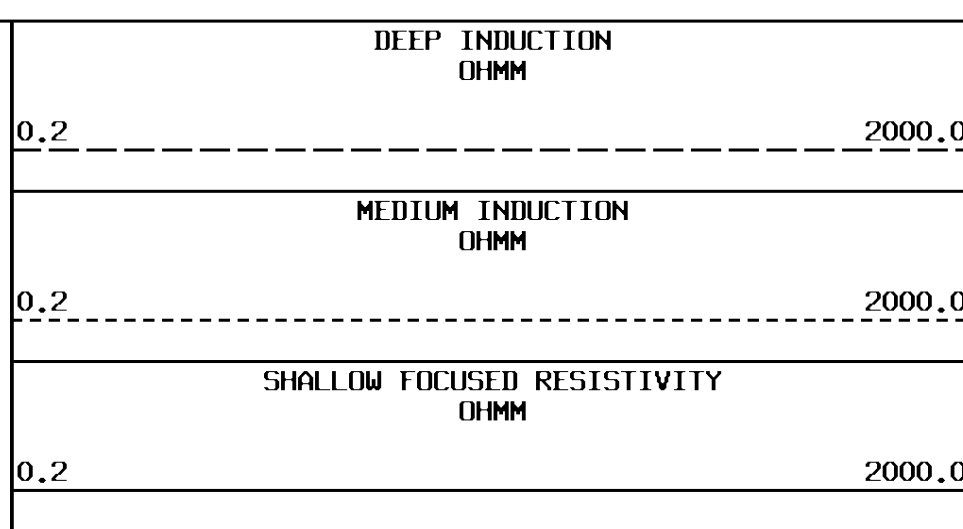 DEEP INDUCTION
OHMM
0.2 2000.0
MEDIUM INDUCTION
OHMM
0.2 2000.0
SHALLOW FOCUSED RESISTIVITY
OHMM
0.2 2000.0